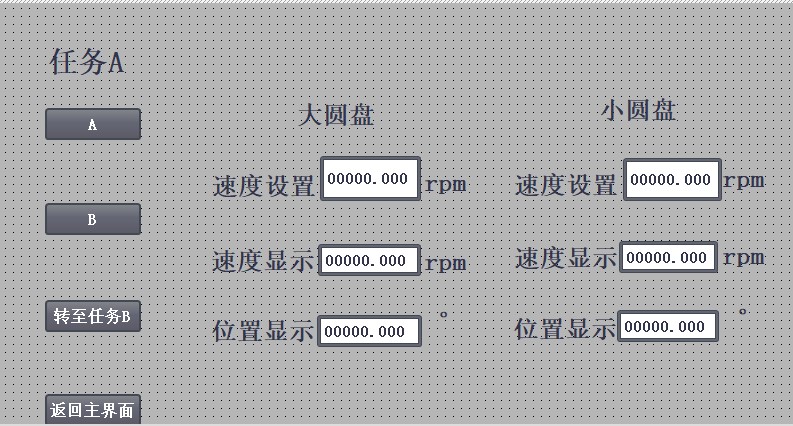 任务A
A
B
转至任务B
返回主界面
大圆盘
速度设置 00000.000 rpm
速度显示 00000.000 rpm
位置显示 00000.000 °
小圆盘
速度设置 00000.000 rpm
速度显示 00000.000 rpm
位置显示 00000.000 °